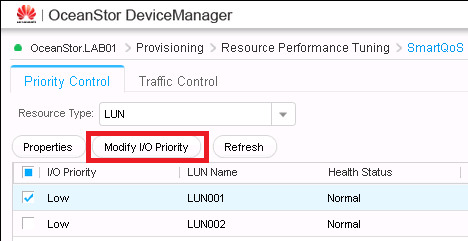 HUAWEI OceanStor DeviceManager
OceanStor.LAB01 Provisioning Resource Performance Tuning SmartQoS
Priority Control Traffic Control
Resource Type: LUN
Properties Modify I/O Priority Refresh
I/O Priority LUN Name Health Status
Low LUN001 Normal
Low LUN002 Normal